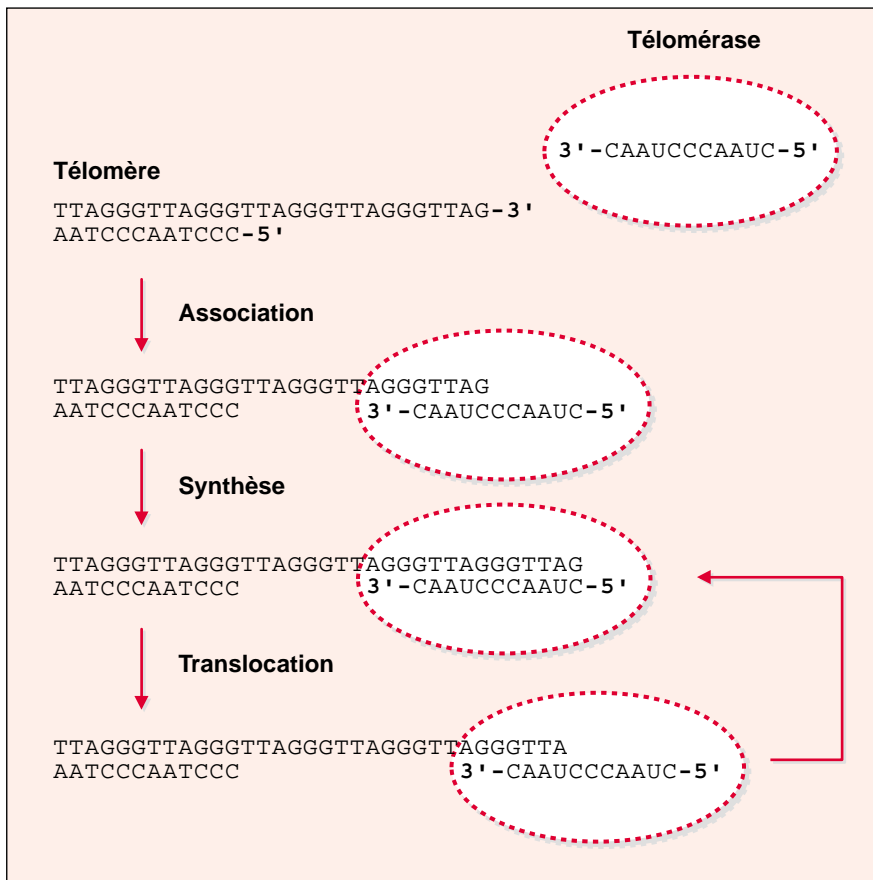 Télomérase
3'-CAAUCCCAAUC-5'
Télomère
TTAGGGTTAGGGTTAGGGTTAGGGTTAG-3'
AATCCCAATCCC-5'
Association
TTAGGGTTAGGGTTAGGGTTAGGGTTAG
AATCCCAATCCC 3'-CAAUCCCAAUC-5'
Synthèse
TTAGGGTTAGGGTTAGGGTTAGGGTTAGGGTTAG
AATCCCAATCCC 3'-CAAUCCCAAUC-5'
Translocation
TTAGGGTTAGGGTTAGGGTTAGGGTTAGGGTTA
AATCCCAATCCC 3'-CAAUCCCAAUC-5'